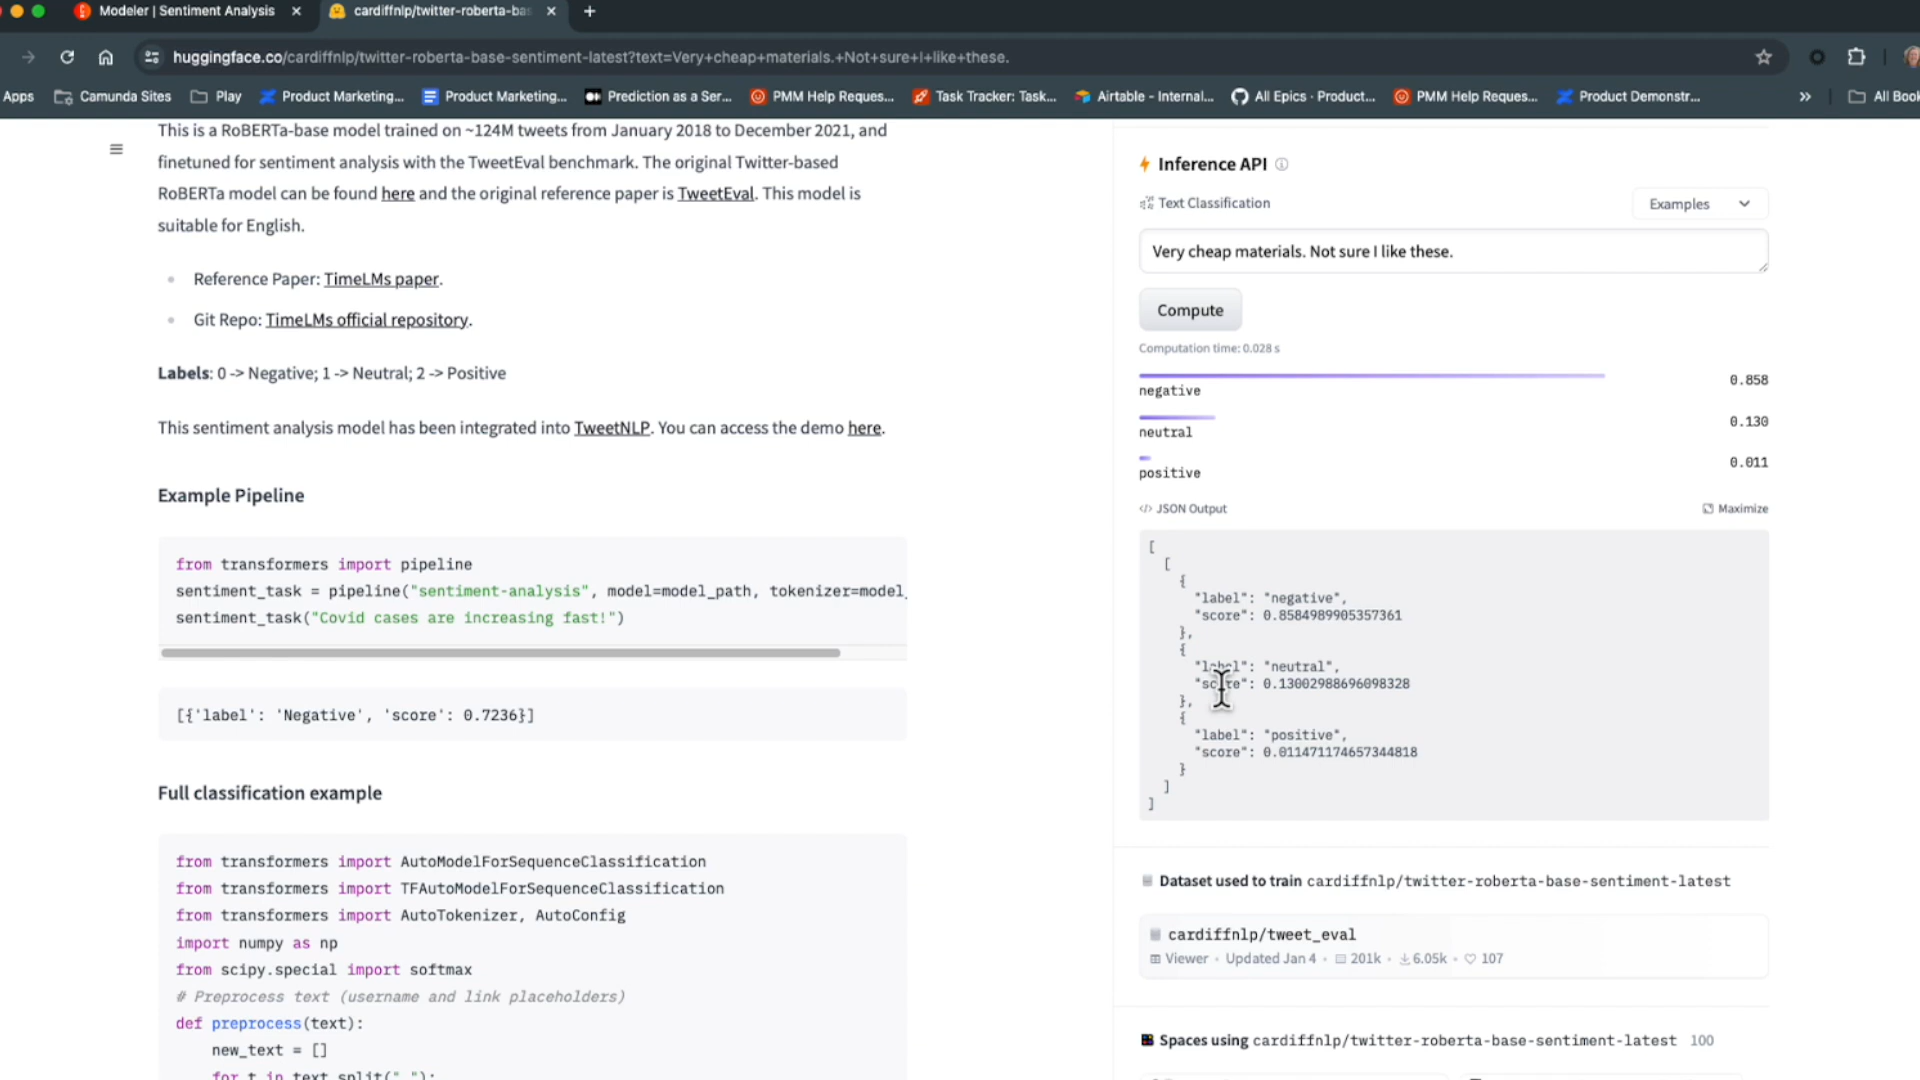 Modeler | Sentiment Analysis
cardiffnlp/twitter-roberta-bas
huggingface.co/cardiffnlp/twitter-roberta-base-sentiment-latest?text=Very+cheap+materials.+Not+sure+I+like+these.
Apps
Camunda Sites
Play
Product Marketing...
Product Marketing...
Prediction as a Ser...
PMM Help Reques...
Task Tracker: Task...
Airtable - Internal...
All Epics · Product...
PMM Help Reques...
Product Demonstr...
»
All Book
This is a RoBERTa-base model trained on ~124M tweets from January 2018 to December 2021, and
finetuned for sentiment analysis with the TweetEval benchmark. The original Twitter-based
RoBERTa model can be found here and the original reference paper is TweetEval. This model is
suitable for English.
• Reference Paper: TimeLMs paper.
• Git Repo: TimeLMs official repository.
Labels: 0 -> Negative; 1 -> Neutral; 2 -> Positive
This sentiment analysis model has been integrated into TweetNLP. You can access the demo here.
Example Pipeline
from transformers import pipeline
sentiment_task = pipeline("sentiment-analysis", model=model_path, tokenizer=model_
sentiment_task("Covid cases are increasing fast!")
[{'label': 'Negative', 'score': 0.7236}]
Full classification example
from transformers import AutoModelForSequenceClassification
from transformers import TFAutoModelForSequenceClassification
from transformers import AutoTokenizer, AutoConfig
import numpy as np
from scipy.special import softmax
# Preprocess text (username and link placeholders)
def preprocess(text):
new_text = []
for t in text.split(" "):
Inference API
Text Classification
Examples
Very cheap materials. Not sure I like these.
Compute
Computation time: 0.028 s
negative 0.858
neutral 0.130
positive 0.011
</> JSON Output
Maximize
[
[
{
"label": "negative",
"score": 0.8584989905357361
},
{
"label": "neutral",
"score": 0.13002988696098328
},
{
"label": "positive",
"score": 0.011471174657344818
}
]
]
Dataset used to train cardiffnlp/twitter-roberta-base-sentiment-latest
cardiffnlp/tweet_eval
Viewer • Updated Jan 4 • 201k • 6.05k • 107
Spaces using cardiffnlp/twitter-roberta-base-sentiment-latest 100